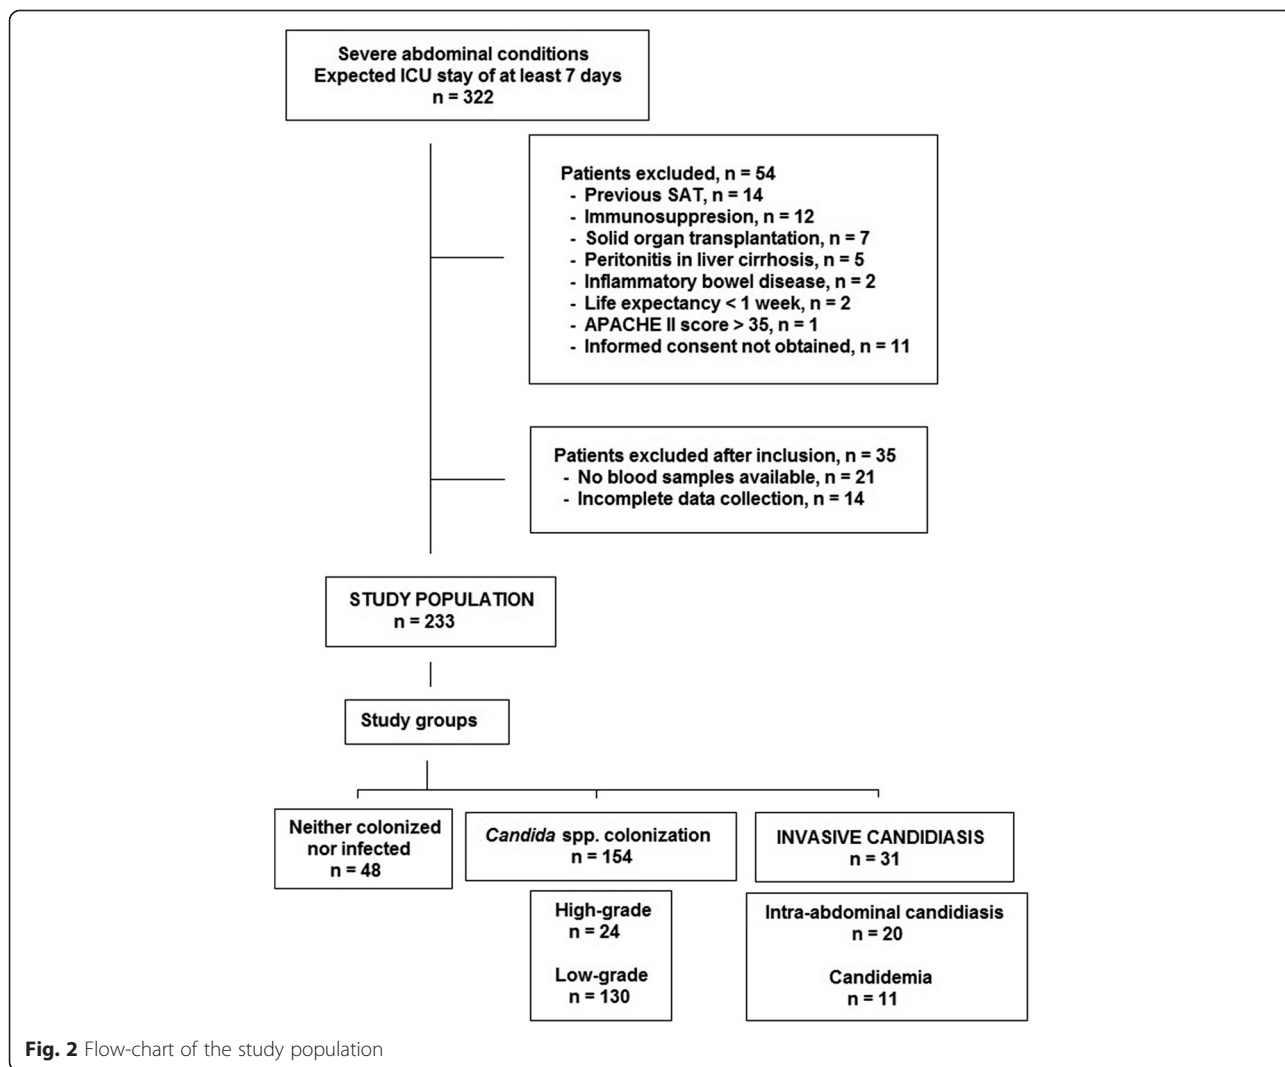 Severe abdominal conditions
Expected ICU stay of at least 7 days
n = 322
Patients excluded, n = 54
- Previous SAT, n = 14
- Immunosuppresion, n = 12
- Solid organ transplantation, n = 7
- Peritonitis in liver cirrhosis, n = 5
- Inflammatory bowel disease, n = 2
- Life expectancy < 1 week, n = 2
- APACHE II score > 35, n = 1
- Informed consent not obtained, n = 11
Patients excluded after inclusion, n = 35
- No blood samples available, n = 21
- Incomplete data collection, n = 14
STUDY POPULATION
n = 233
Study groups
Neither colonized
nor infected
n = 48
Candida spp. colonization
n = 154
High-grade
n = 24
Low-grade
n = 130
INVASIVE CANDIDIASIS
n = 31
Intra-abdominal candidiasis
n = 20
Candidemia
n = 11
Fig. 2 Flow-chart of the study population